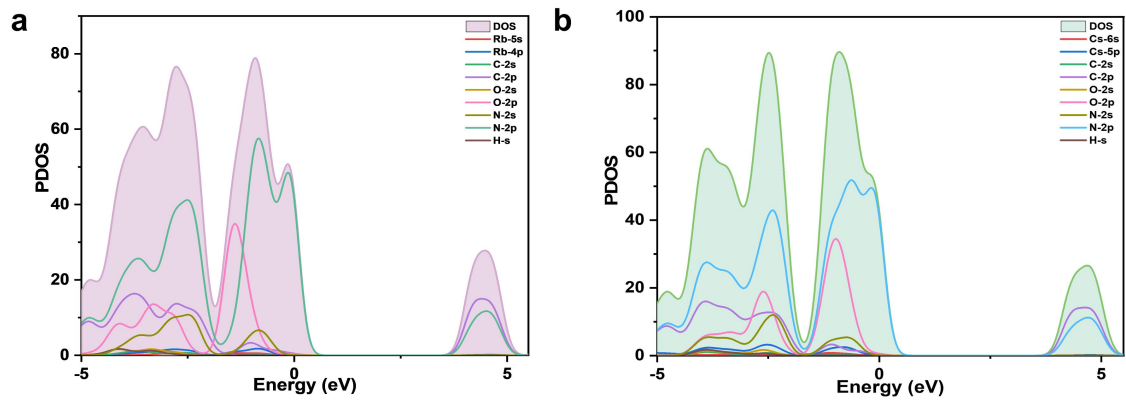 a
80
60
40
20
0
PDOS
-5
0
5
Energy (eV)
DOS
Rb-5s
Rb-4p
C-2s
C-2p
O-2s
O-2p
N-2s
N-2p
H-s
b
100
80
60
40
20
0
PDOS
-5
0
5
Energy (eV)
DOS
Cs-6s
Cs-5p
C-2s
C-2p
O-2s
O-2p
N-2s
N-2p
H-s